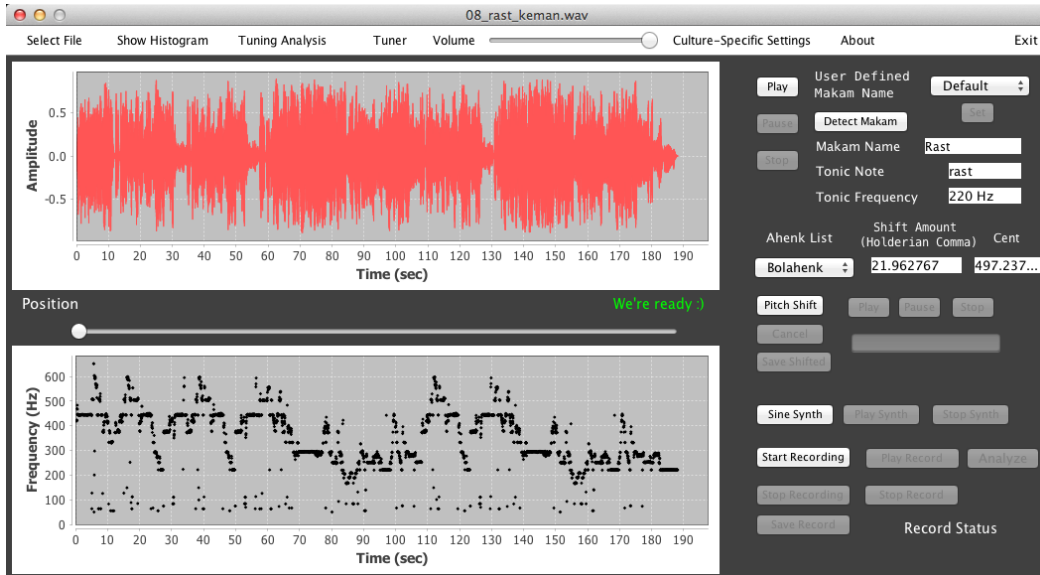 08_rast_keman.wav
Select File Show Histogram Tuning Analysis Tuner Volume Culture-Specific Settings About Exit
Amplitude
0.5
0.0
-0.5
0 10 20 30 40 50 60 70 80 90 100 110 120 130 140 150 160 170 180 190
Time (sec)
Position We're ready :)
Frequency (Hz)
600
500
400
300
200
100
0
0 10 20 30 40 50 60 70 80 90 100 110 120 130 140 150 160 170 180 190
Time (sec)
Play User Defined
Makam Name Default
Set
Pause Detect Makam
Makam Name Rast
Stop
Tonic Note rast
Tonic Frequency 220 Hz
Ahenk List Shift Amount
(Holderian Comma) Cent
Bolahenk 21.962767 497.237...
Pitch Shift Play Pause Stop
Cancel
Save Shifted
Sine Synth Play Synth Stop Synth
Start Recording Play Record Analyze
Stop Recording Stop Record
Save Record Record Status